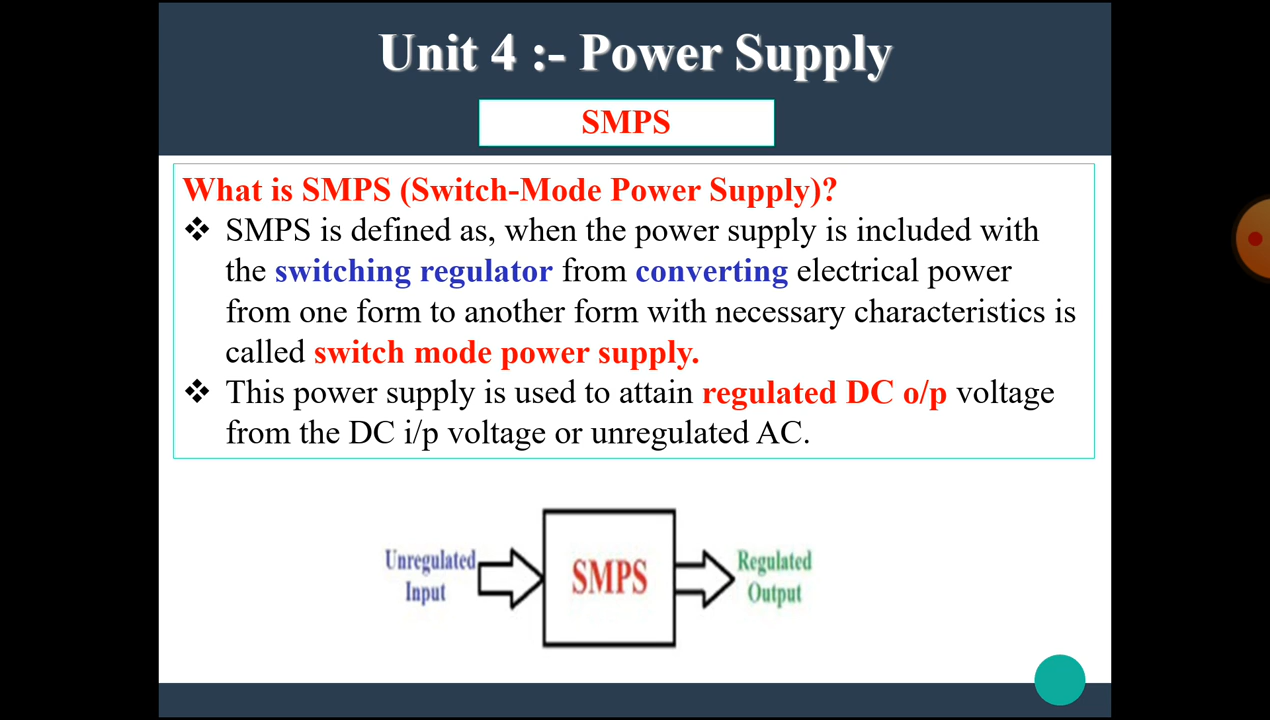 Unit 4 :- Power Supply
SMPS
What is SMPS (Switch-Mode Power Supply)?
❖ SMPS is defined as, when the power supply is included with
the switching regulator from converting electrical power
from one form to another form with necessary characteristics is
called switch mode power supply.
❖ This power supply is used to attain regulated DC o/p voltage
from the DC i/p voltage or unregulated AC.
Unregulated
Input
SMPS
Regulated
Output